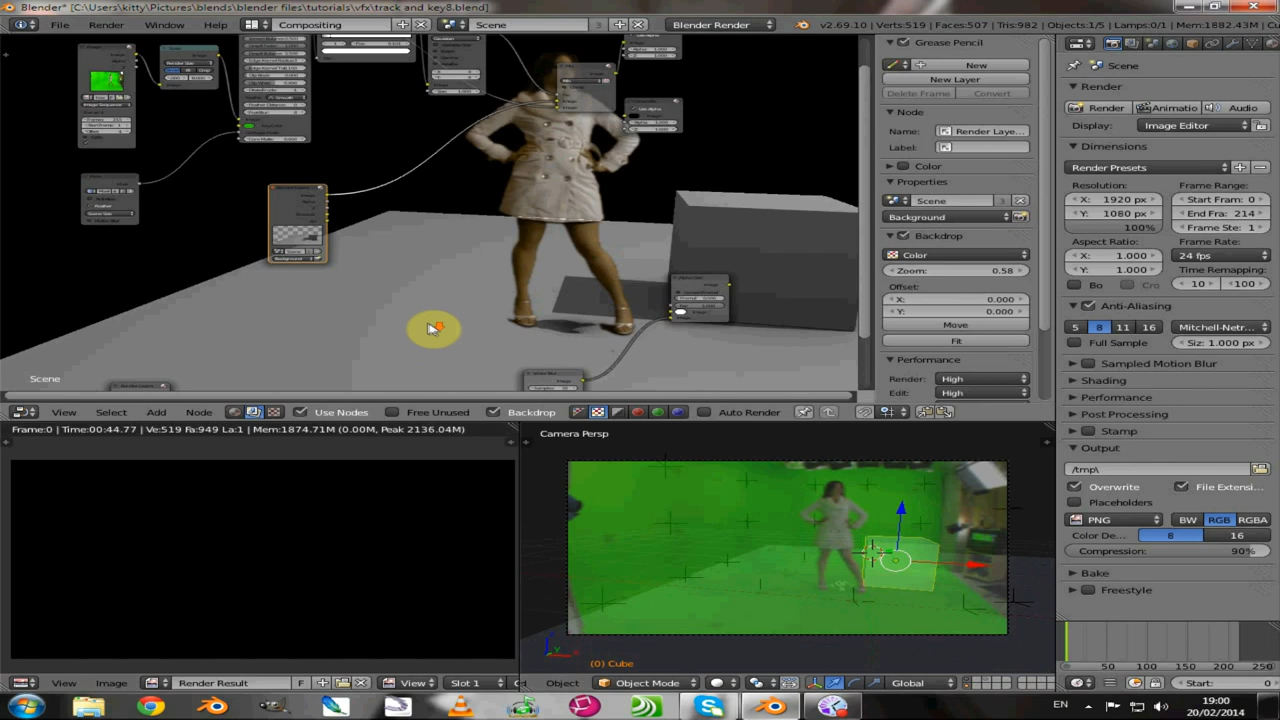 Blender* [C:\Users\kitty\Pictures\blends\blender files\tutorials\vfx\track and key8.blend]
File Render Window Help Compositing Scene 3 Blender Render v2.69.10 | Verts:519 | Faces:507 | Tris:982 | Objects:1/5 | Lamps:0/1 | Mem:1882.43M
Grease Pencil
New
New Layer
Delete Frame Convert
Node
Name: Render Laye...
Label:
Color
Properties
Scene 3
Background
Backdrop
Color
Zoom: 0.58
Offset:
X: 0.000
Y: 0.000
Move
Fit
Performance
Render: High
Edit: High
Scene
Render
Render Animatio Audio
Display: Image Editor
Dimensions
Render Presets
Resolution: Frame Range:
X: 1920 px Start Fram: 0
Y: 1080 px End Fra: 214
100% Frame Ste: 1
Aspect Ratio: Frame Rate:
X: 1.000 24 fps
Y: 1.000 Time Remapping:
Bo Cro 10 100
Anti-Aliasing
5 8 11 16 Mitchell-Netr...
Full Sample Siz: 1.000 px
Sampled Motion Blur
Shading
Performance
Post Processing
Stamp
Output
/tmp\
Overwrite File Extensi...
Placeholders
PNG BW RGB RGBA
Color De... 8 16
Compression: 90%
Bake
Freestyle
Scene
View Select Add Node Use Nodes Free Unused Backdrop Auto Render
Frame:0 | Time:00:44.77 | Ve:519 Fa:949 La:1 | Mem:1874.71M (0.00M, Peak 2136.04M)
Camera Persp
(0) Cube
View Image Render Result F View Slot 1
Object Object Mode Global
0 50 100 150 200 250
Start: 0
EN 19:00
20/02/2014